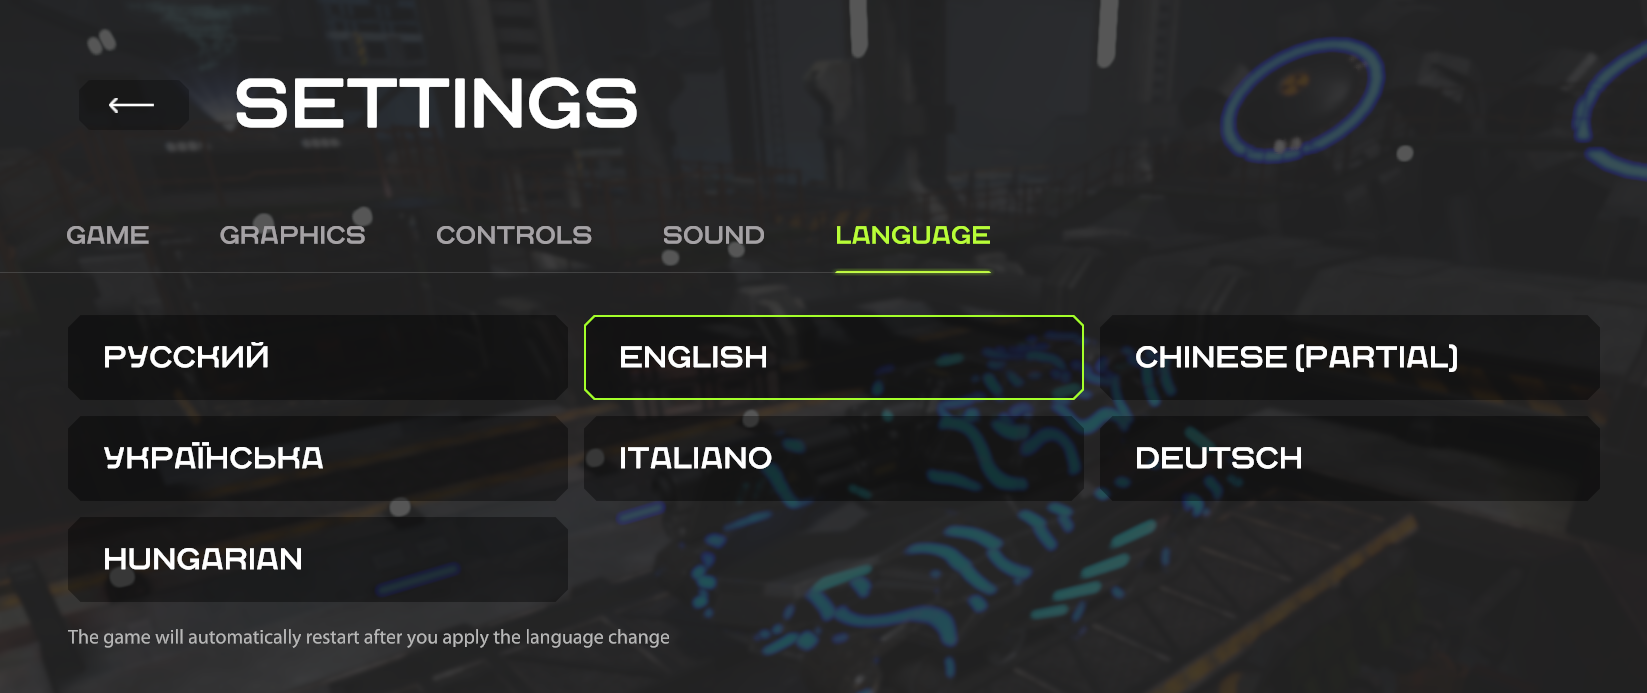 SETTINGS
GAME GRAPHICS CONTROLS SOUND LANGUAGE
РУССКИЙ ENGLISH CHINESE (PARTIAL)
УКРАЇНСЬКА ITALIANO DEUTSCH
HUNGARIAN
The game will automatically restart after you apply the language change